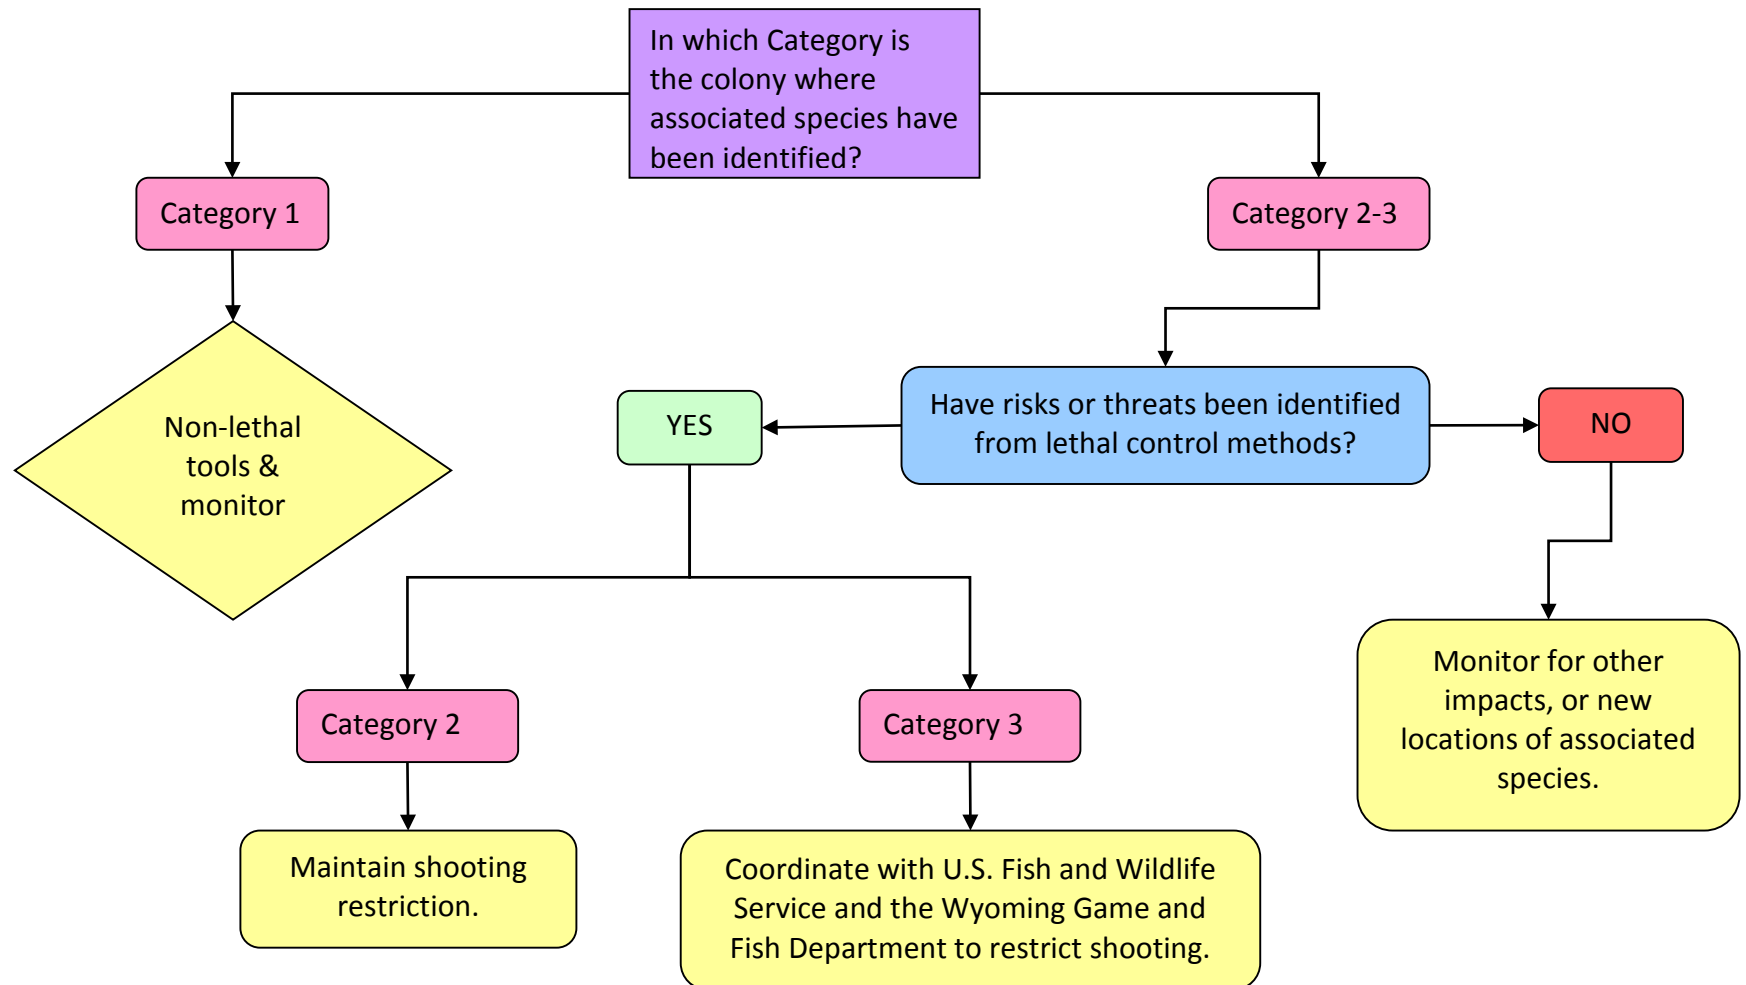 In which Category is
the colony where
associated species have
been identified?
Category 1
Category 2-3
Non-lethal
tools &
monitor
YES
Have risks or threats been identified
from lethal control methods?
NO
Category 2
Category 3
Monitor for other
impacts, or new
locations of associated
species.
Maintain shooting
restriction.
Coordinate with U.S. Fish and Wildlife
Service and the Wyoming Game and
Fish Department to restrict shooting.